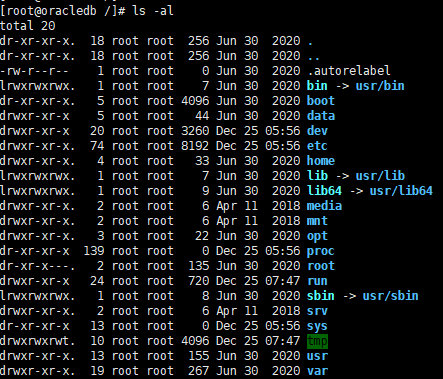 [root@oracledb /]# ls -al
total 20
dr-xr-xr-x.  18 root root  256 Jun 30  2020 .
dr-xr-xr-x.  18 root root  256 Jun 30  2020 ..
-rw-r--r--    1 root root    0 Jun 30  2020 .autorelabel
lrwxrwxrwx.   1 root root    7 Jun 30  2020 bin -> usr/bin
dr-xr-xr-x.   5 root root 4096 Jun 30  2020 boot
drwxr-xr-x    5 root root   44 Jun 30  2020 data
drwxr-xr-x   20 root root 3260 Dec 25 05:56 dev
drwxr-xr-x.  74 root root 8192 Dec 25 05:56 etc
drwxr-xr-x.   4 root root   33 Jun 30  2020 home
lrwxrwxrwx.   1 root root    7 Jun 30  2020 lib -> usr/lib
lrwxrwxrwx.   1 root root    9 Jun 30  2020 lib64 -> usr/lib64
drwxr-xr-x.   2 root root    6 Apr 11  2018 media
drwxr-xr-x.   2 root root    6 Apr 11  2018 mnt
drwxr-xr-x.   3 root root   22 Jun 30  2020 opt
dr-xr-xr-x  139 root root    0 Dec 25 05:56 proc
dr-xr-x---.   2 root root  135 Jun 30  2020 root
drwxr-xr-x   24 root root  720 Dec 25 07:47 run
lrwxrwxrwx.   1 root root    8 Jun 30  2020 sbin -> usr/sbin
drwxr-xr-x.   2 root root    6 Apr 11  2018 srv
dr-xr-xr-x   13 root root    0 Dec 25 05:56 sys
drwxrwxrwt.  10 root root 4096 Dec 25 07:47 tmp
drwxr-xr-x.  13 root root  155 Jun 30  2020 usr
drwxr-xr-x.  19 root root  267 Jun 30  2020 var